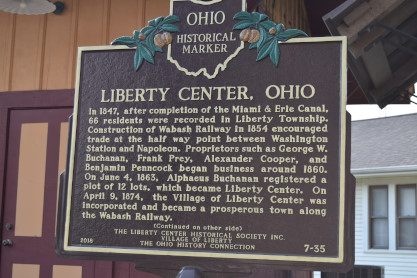 OHIO
HISTORICAL
MARKER
LIBERTY CENTER, OHIO
In 1847, after completion of the Miami & Erie Canal,
66 residents were recorded in Liberty Township.
Construction of Wabash Railway in 1854 encouraged
trade at the half way point between Washington
Station and Napoleon. Proprietors such as George W.
Buchanan, Frank Prey, Alexander Cooper, and
Benjamin Penncock began business around 1860.
On June 4, 1863, Alphaeus Buchanan registered a
plot of 12 lots, which became Liberty Center. On
April 9, 1874, the Village of Liberty Center was
incorporated and became a prosperous town along
the Wabash Railway.
(Continued on other side)
THE LIBERTY CENTER HISTORICAL SOCIETY INC.
VILLAGE OF LIBERTY
2018 THE OHIO HISTORY CONNECTION 7-35